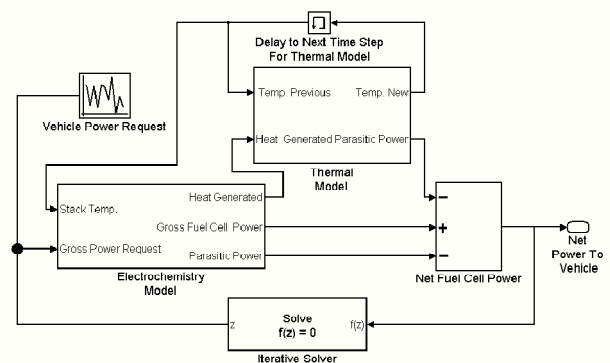 Delay to Next Time Step
For Thermal Model
Vehicle Power Request
Temp. Previous
Temp. New
Heat Generated
Parasitic Power
Thermal
Model
Stack Temp.
Heat Generated
Gross Fuel Cell Power
Gross Power Request
Parasitic Power
Electrochemistry
Model
Net Fuel Cell Power
Net
Power To
Vehicle
z
Solve
f(z) = 0
f(z)
Iterative Solver